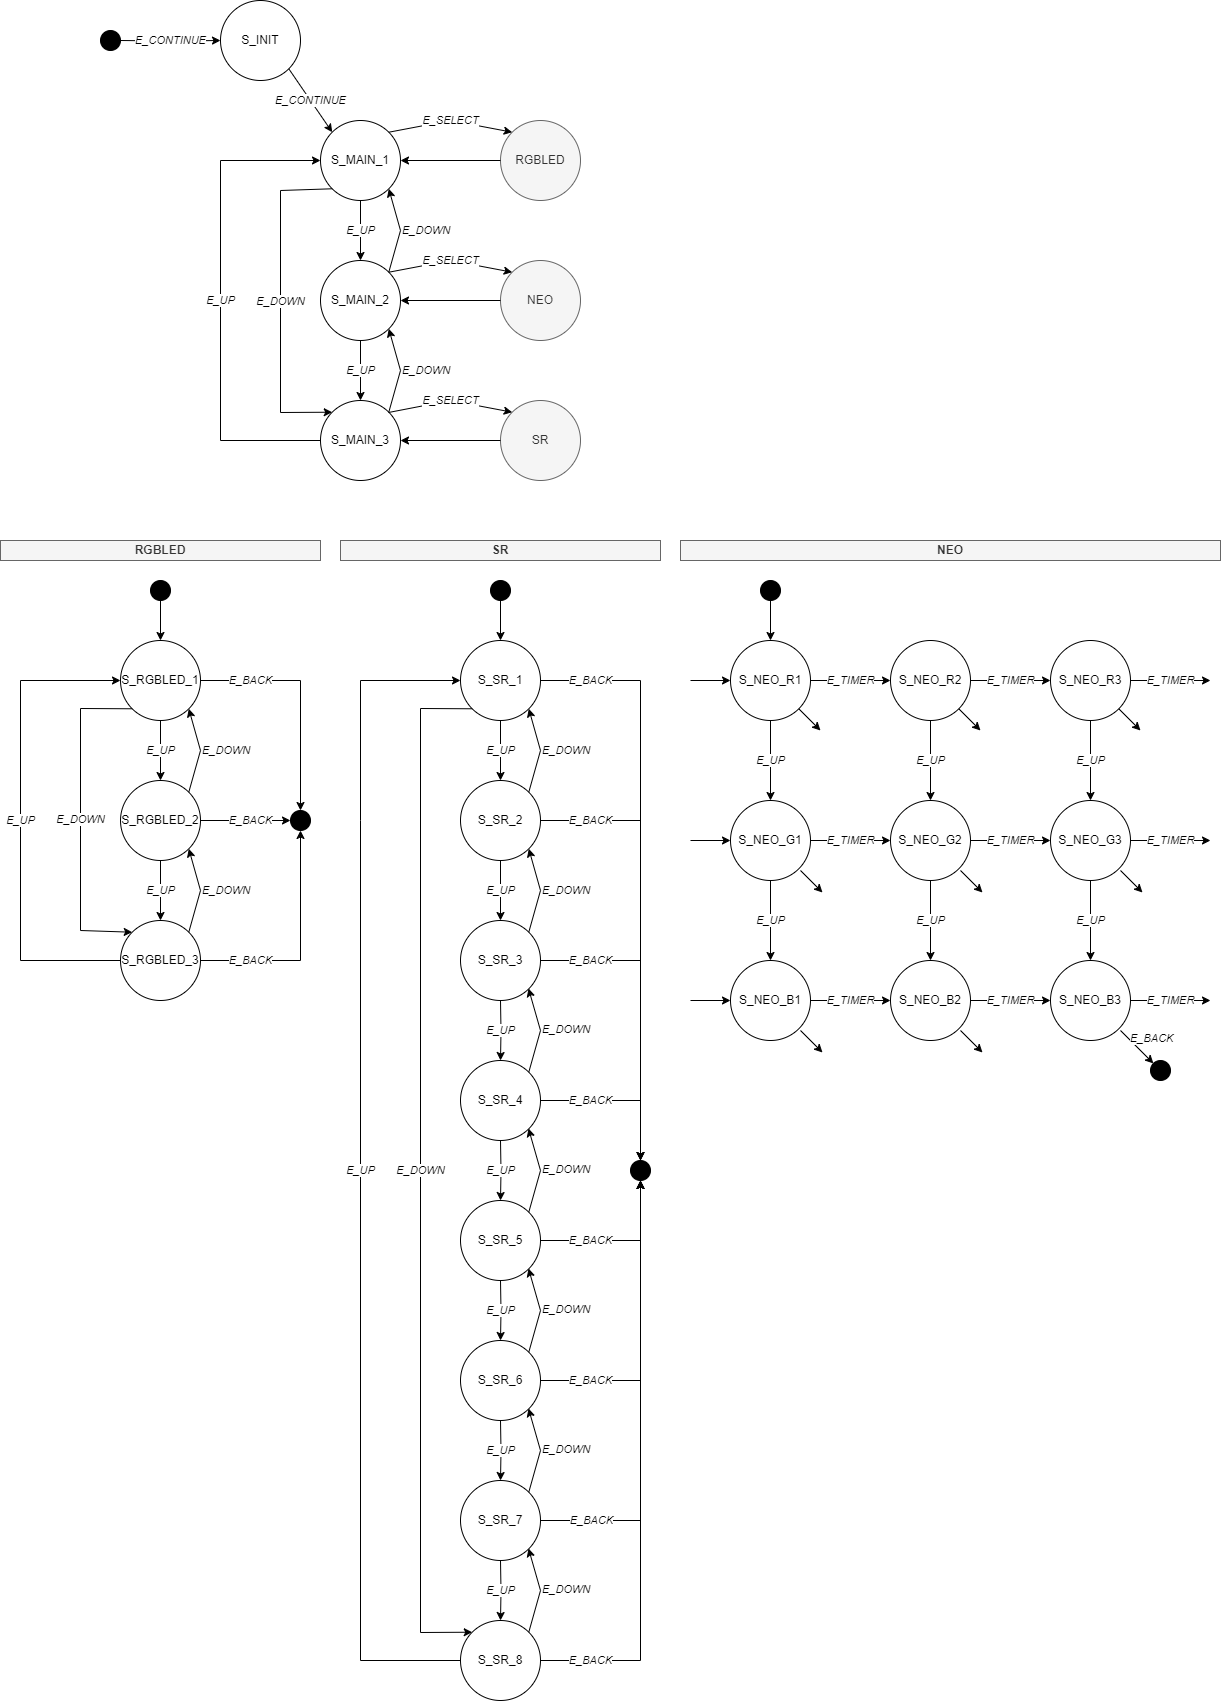 E_CONTINUE
S_INIT
E_CONTINUE
S_MAIN_1
E_SELECT
RGBLED
E_UP
E_DOWN
S_MAIN_2
E_SELECT
NEO
E_UP
E_DOWN
E_UP
E_DOWN
S_MAIN_3
E_SELECT
SR
RGBLED
S_RGBLED_1
E_BACK
E_UP
E_DOWN
E_UP
E_DOWN
S_RGBLED_2
E_BACK
E_UP
E_DOWN
S_RGBLED_3
E_BACK
SR
S_SR_1
E_BACK
E_UP
E_DOWN
S_SR_2
E_BACK
E_UP
E_DOWN
S_SR_3
E_BACK
E_UP
E_DOWN
S_SR_4
E_BACK
E_UP
E_DOWN
E_UP
E_DOWN
S_SR_5
E_BACK
E_UP
E_DOWN
S_SR_6
E_BACK
E_UP
E_DOWN
S_SR_7
E_BACK
E_UP
E_DOWN
S_SR_8
E_BACK
NEO
S_NEO_R1
E_TIMER
S_NEO_R2
E_TIMER
S_NEO_R3
E_TIMER
E_UP
E_UP
E_UP
S_NEO_G1
E_TIMER
S_NEO_G2
E_TIMER
S_NEO_G3
E_TIMER
E_UP
E_UP
E_UP
S_NEO_B1
E_TIMER
S_NEO_B2
E_TIMER
S_NEO_B3
E_TIMER
E_BACK